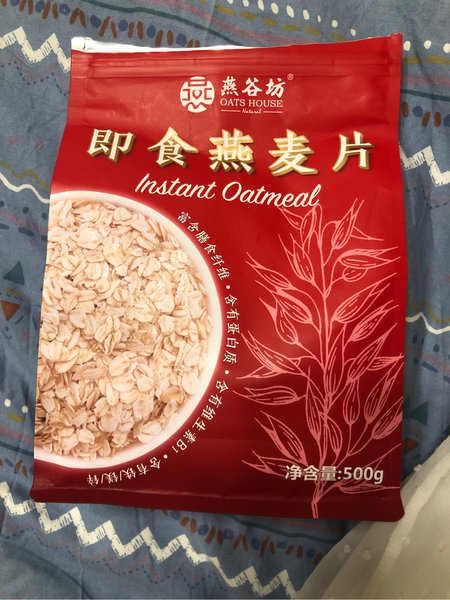 燕谷坊®
OATS HOUSE
Natural
即食燕麦片
Instant Oatmeal
富含膳食纤维·含有蛋白质·含有维生素B1·含有铁/镁/锌
净含量:500g